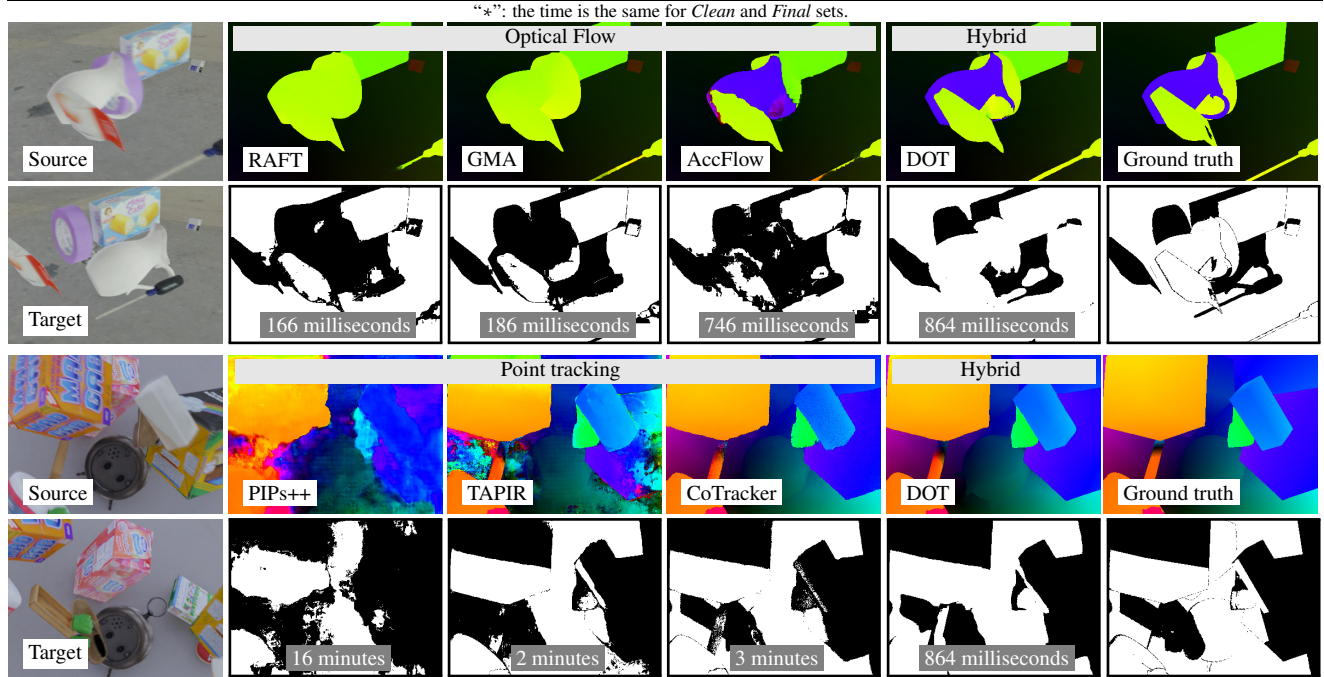 “*”: the time is the same for Clean and Final sets.
Optical Flow
Hybrid
Source
RAFT
GMA
AccFlow
DOT
Ground truth
Target
166 milliseconds
186 milliseconds
746 milliseconds
864 milliseconds
Point tracking
Hybrid
Source
PIPs++
TAPIR
CoTracker
DOT
Ground truth
Target
16 minutes
2 minutes
3 minutes
864 milliseconds